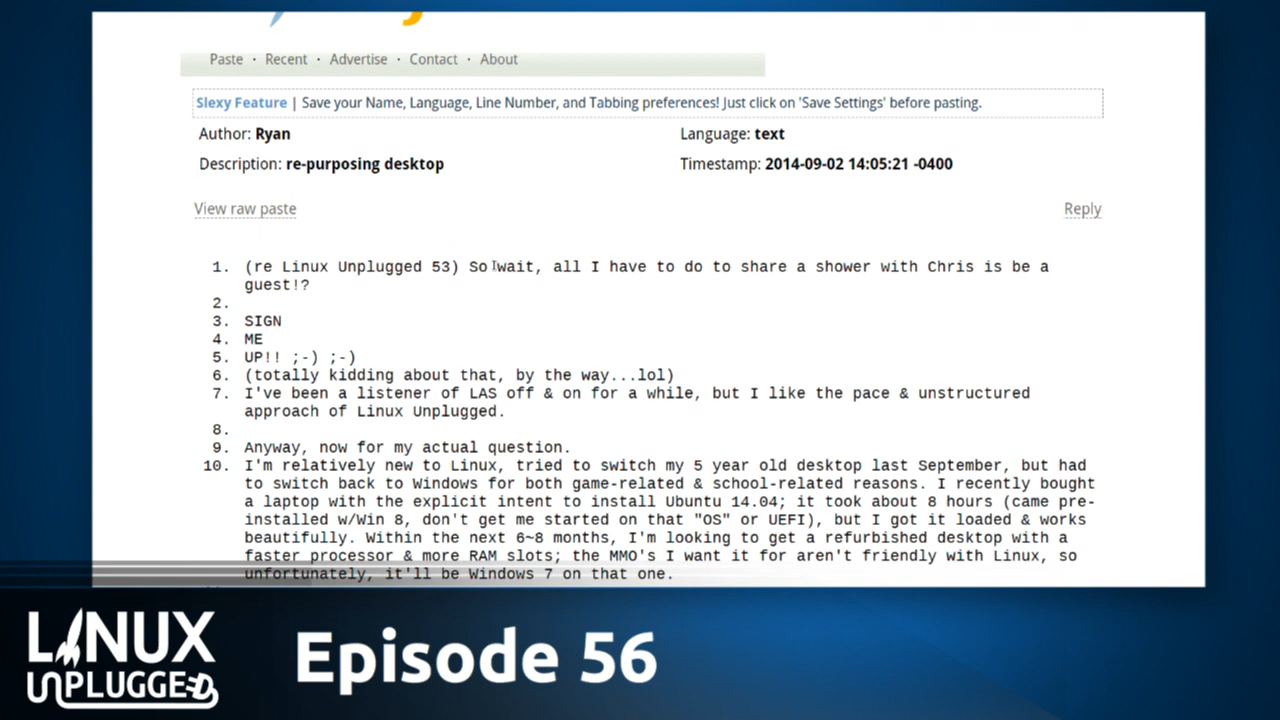 Paste · Recent · Advertise · Contact · About
Slexy Feature | Save your Name, Language, Line Number, and Tabbing preferences! Just click on 'Save Settings' before pasting.
Author: Ryan Language: text
Description: re-purposing desktop Timestamp: 2014-09-02 14:05:21 -0400
View raw paste Reply
1. (re Linux Unplugged 53) So wait, all I have to do to share a shower with Chris is be a
guest!?
2.
3. SIGN
4. ME
5. UP!! ;-) ;-)
6. (totally kidding about that, by the way...lol)
7. I've been a listener of LAS off & on for a while, but I like the pace & unstructured
approach of Linux Unplugged.
8.
9. Anyway, now for my actual question.
10. I'm relatively new to Linux, tried to switch my 5 year old desktop last September, but had
to switch back to Windows for both game-related & school-related reasons. I recently bought
a laptop with the explicit intent to install Ubuntu 14.04; it took about 8 hours (came pre-
installed w/Win 8, don't get me started on that "OS" or UEFI), but I got it loaded & works
beautifully. Within the next 6~8 months, I'm looking to get a refurbished desktop with a
faster processor & more RAM slots; the MMO's I want it for aren't friendly with Linux, so
unfortunately, it'll be Windows 7 on that one.
LINUX
UNPLUGGED
Episode 56